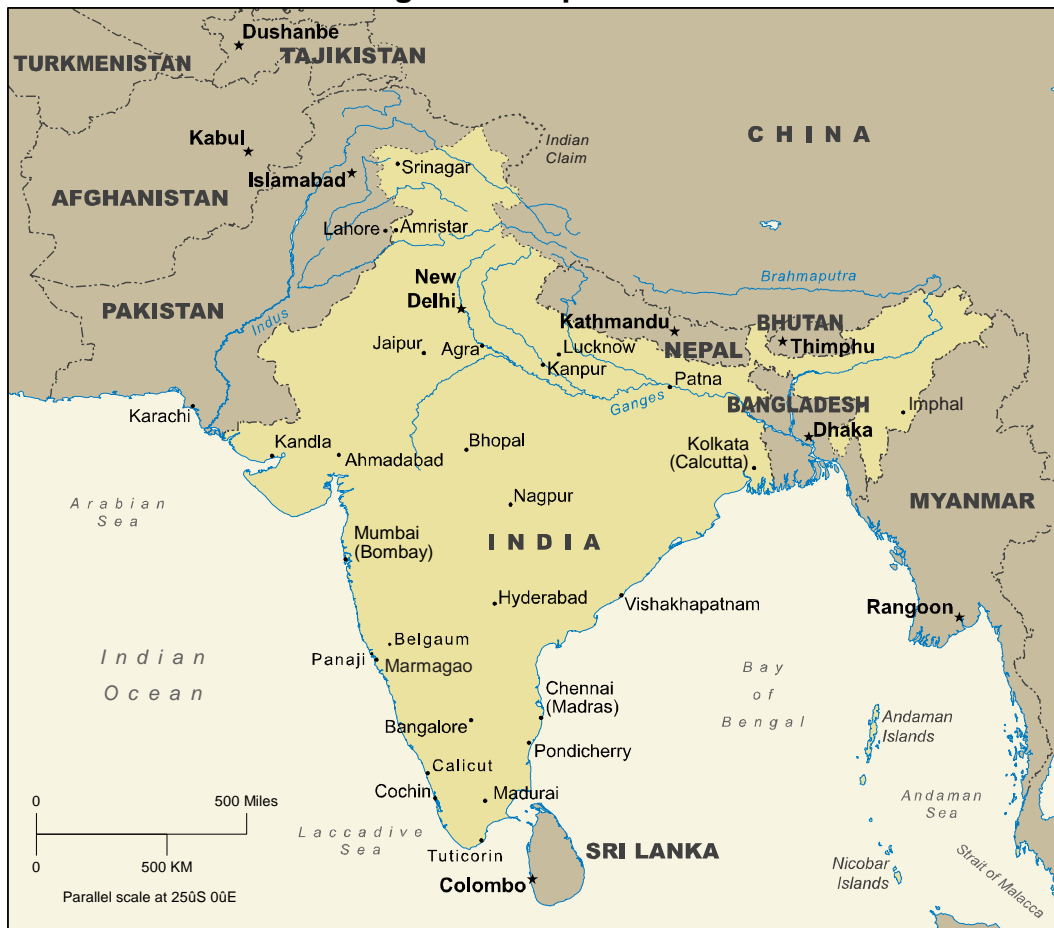 Dushanbe
TURKMENISTAN
TAJIKISTAN
CHINA
Kabul
Indian
Claim
Islamabad
Srinagar
AFGHANISTAN
Lahore
Amristar
New
Delhi
Brahmaputra
PAKISTAN
Indus
Kathmandu
BHUTAN
Thimphu
NEPAL
Jaipur
Agra
Lucknow
Kanpur
Patna
Ganges
BANGLADESH
Imphal
Karachi
Dhaka
Kandla
Ahmadabad
Bhopal
Kolkata
(Calcutta)
Arabian
Sea
Nagpur
MYANMAR
Mumbai
(Bombay)
INDIA
Hyderabad
Vishakhapatnam
Rangoon
Belgaum
Panaji
Marmagao
Indian
Ocean
Bay
of
Bengal
Chennai
(Madras)
Bangalore
Andaman
Islands
Pondicherry
Calicut
Cochin
Madurai
0 500 Miles
0 500 KM
Parallel scale at 25ûS 0ûE
Laccadive
Sea
Andaman
Sea
Tuticorin
SRI LANKA
Colombo
Nicobar
Islands
Strait of Malacca